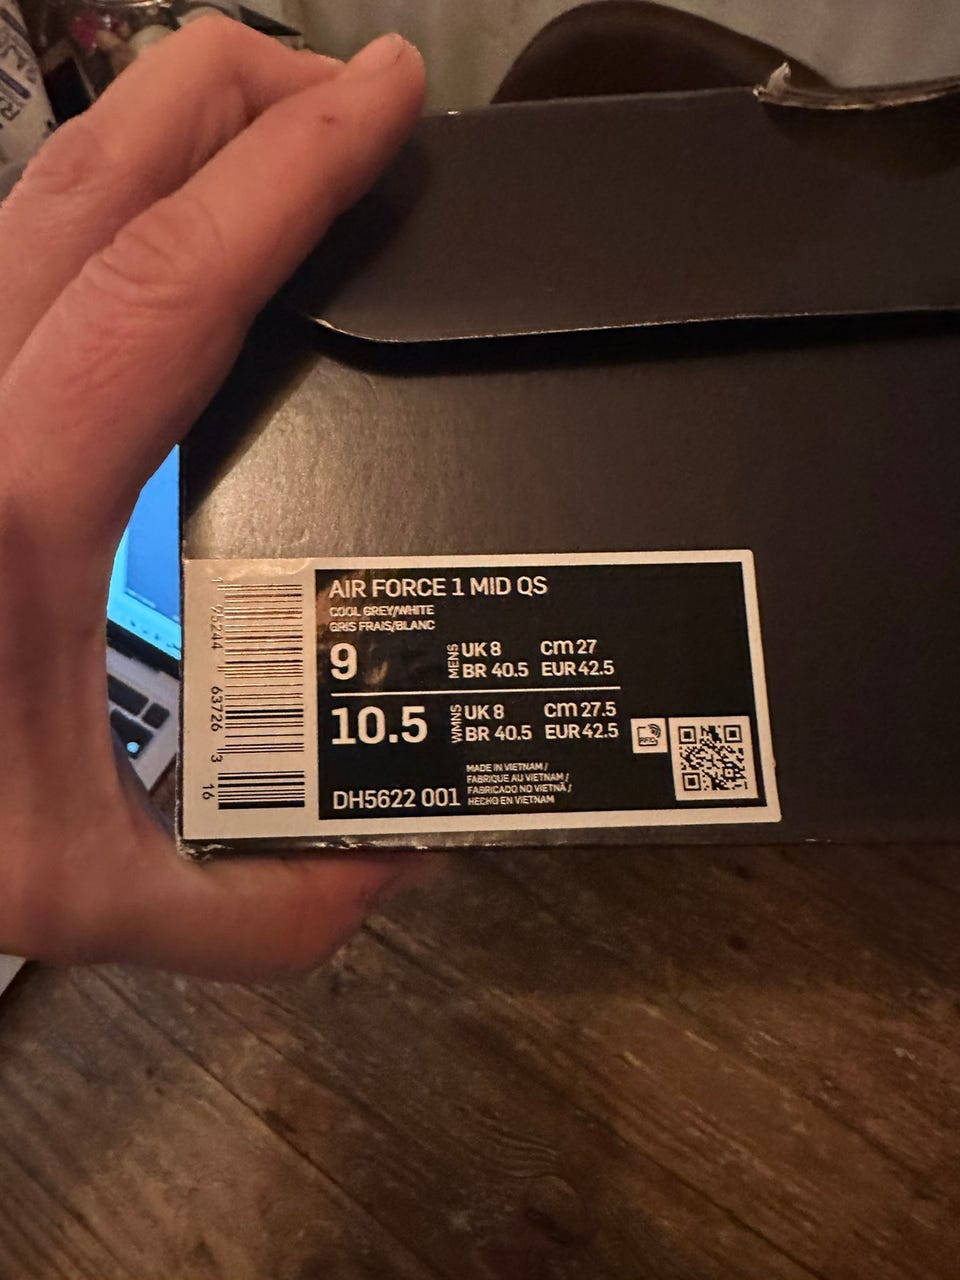 AIR FORCE 1 MID QS
COOL GREY/WHITE
GRIS FRAIS/BLANC
9 MENS UK 8 cm 27
BR 40.5 EUR 42.5
10.5 WMNS UK 8 cm 27.5
BR 40.5 EUR 42.5
RFID
MADE IN VIETNAM /
FABRIQUE AU VIETNAM /
FABRICADO NO VIETNÃ /
HECHO EN VIETNAM
DH5622 001
1 95244 63726 3
16